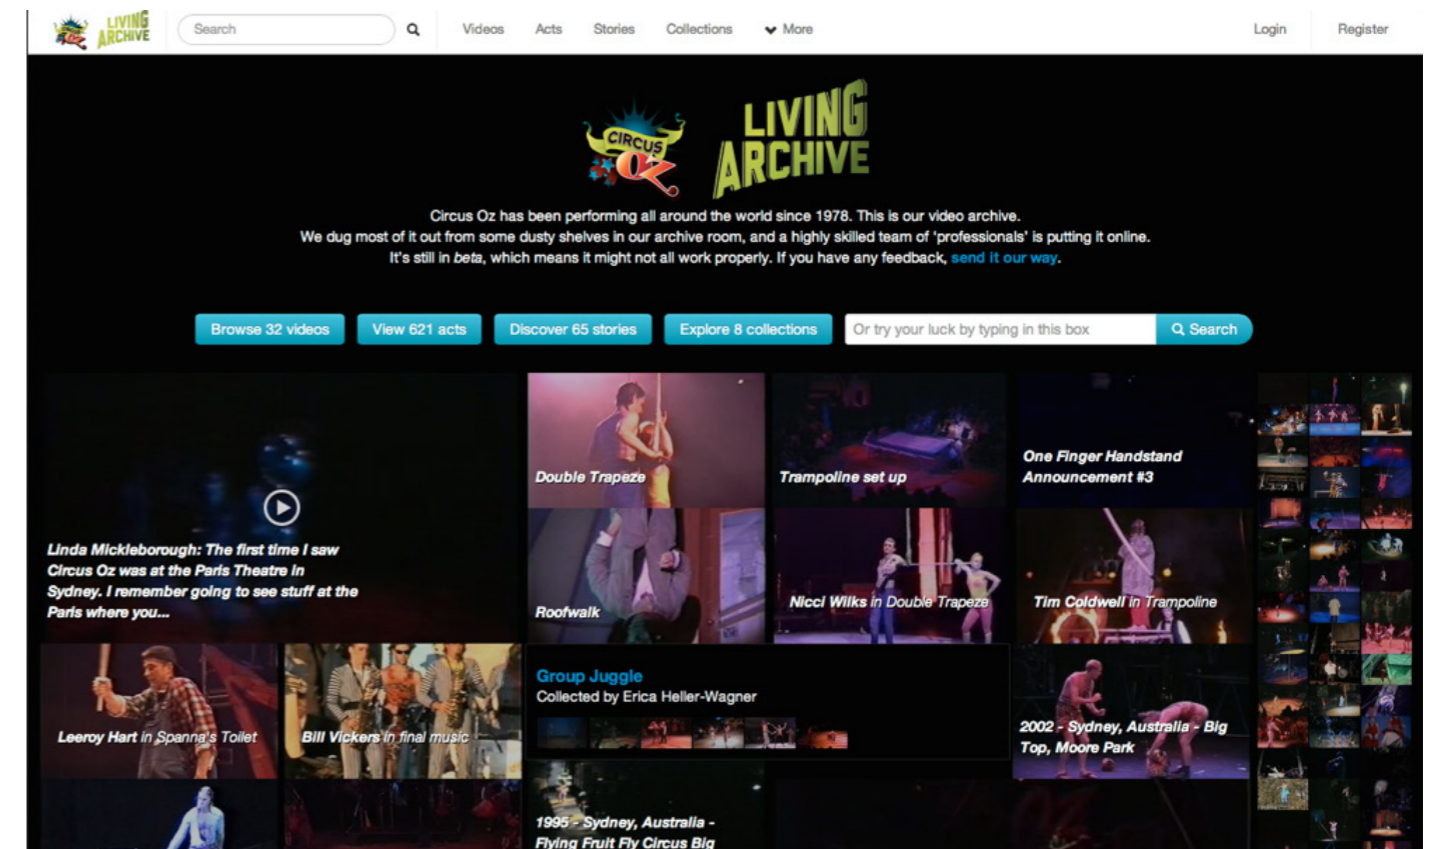 LIVING
ARCHIVE
Search
Videos
Acts
Stories
Collections
More
Login
Register
CIRCUS
OZ
LIVING
ARCHIVE
Circus Oz has been performing all around the world since 1978. This is our video archive.
We dug most of it out from some dusty shelves in our archive room, and a highly skilled team of 'professionals' is putting it online.
It's still in beta, which means it might not all work properly. If you have any feedback, send it our way.
Browse 32 videos
View 621 acts
Discover 65 stories
Explore 8 collections
Or try your luck by typing in this box
Search
Linda Mickleborough: The first time I saw
Circus Oz was at the Paris Theatre in
Sydney. I remember going to see stuff at the
Paris where you...
Double Trapeze
Trampoline set up
One Finger Handstand
Announcement #3
Roofwalk
Nicci Wilks in Double Trapeze
Tim Coldwell in Trampoline
Leeroy Hart in Spanna's Toilet
Bill Vickers in final music
Group Juggle
Collected by Erica Heller-Wagner
2002 - Sydney, Australia - Big
Top, Moore Park
1995 - Sydney, Australia -
Flying Fruit Fly Circus Big